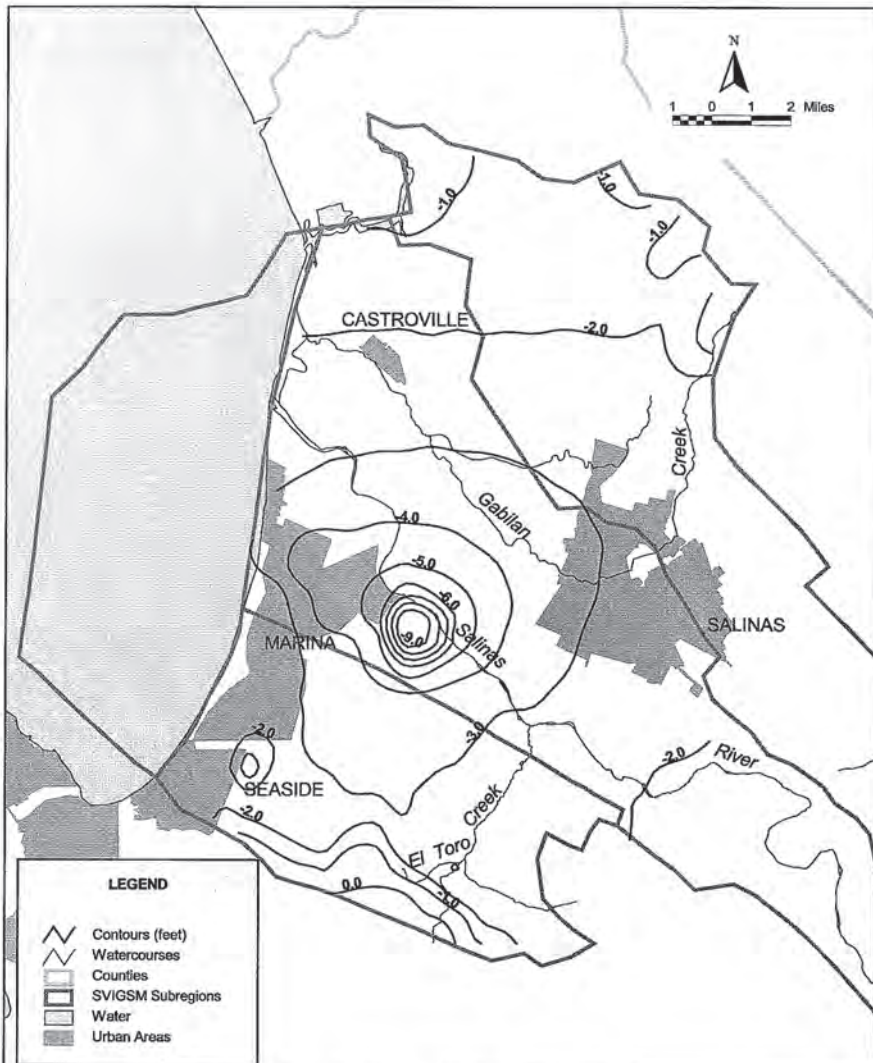 N
1 0 1 2 Miles
-1.0
-1.0
-1.0
CASTROVILLE
-2.0
Creek
Gabilan
-4.0
-5.0
-6.0
-9.0
Salinas
MARINA
SALINAS
-3.0
-2.0
-2.0
River
SEASIDE
-2.0
Creek
El Toro
-1.0
0.0
LEGEND
Contours (feet)
Watercourses
Counties
SVIGSM Subregions
Water
Urban Areas